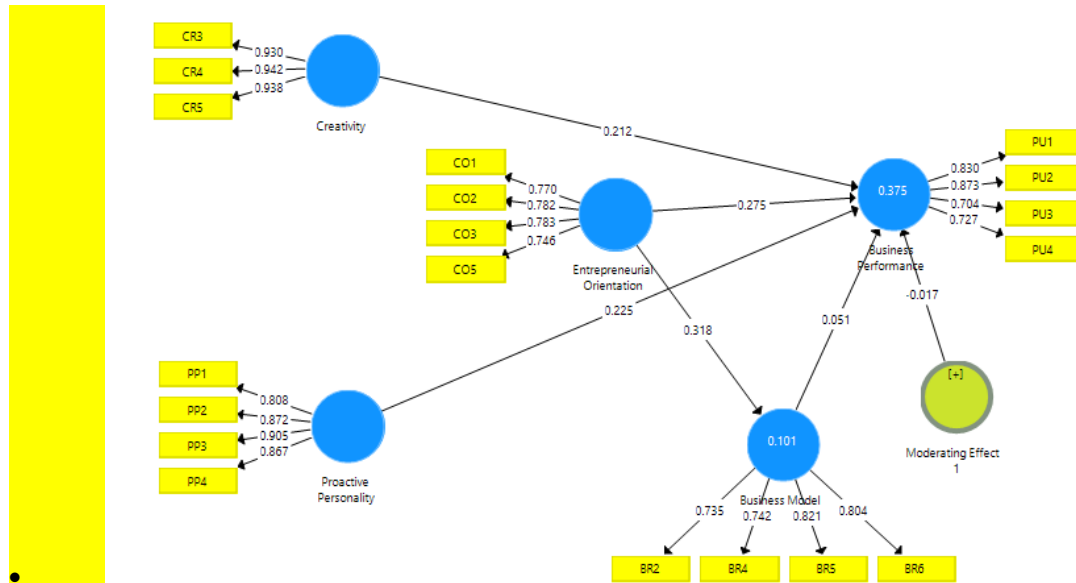 CR3
CR4
CR5
0.930
0.942
0.938
Creativity
0.212
CO1
CO2
CO3
CO5
0.770
0.782
0.783
0.746
Entrepreneurial
Orientation
0.275
0.375
Business
Performance
0.830
0.873
0.704
0.727
PU1
PU2
PU3
PU4
0.225
0.318
0.051
-0.017
[+]
Moderating Effect
1
PP1
PP2
PP3
PP4
0.808
0.872
0.905
0.867
Proactive
Personality
0.101
Business Model
0.735
0.742
0.821
0.804
BR2
BR4
BR5
BR6